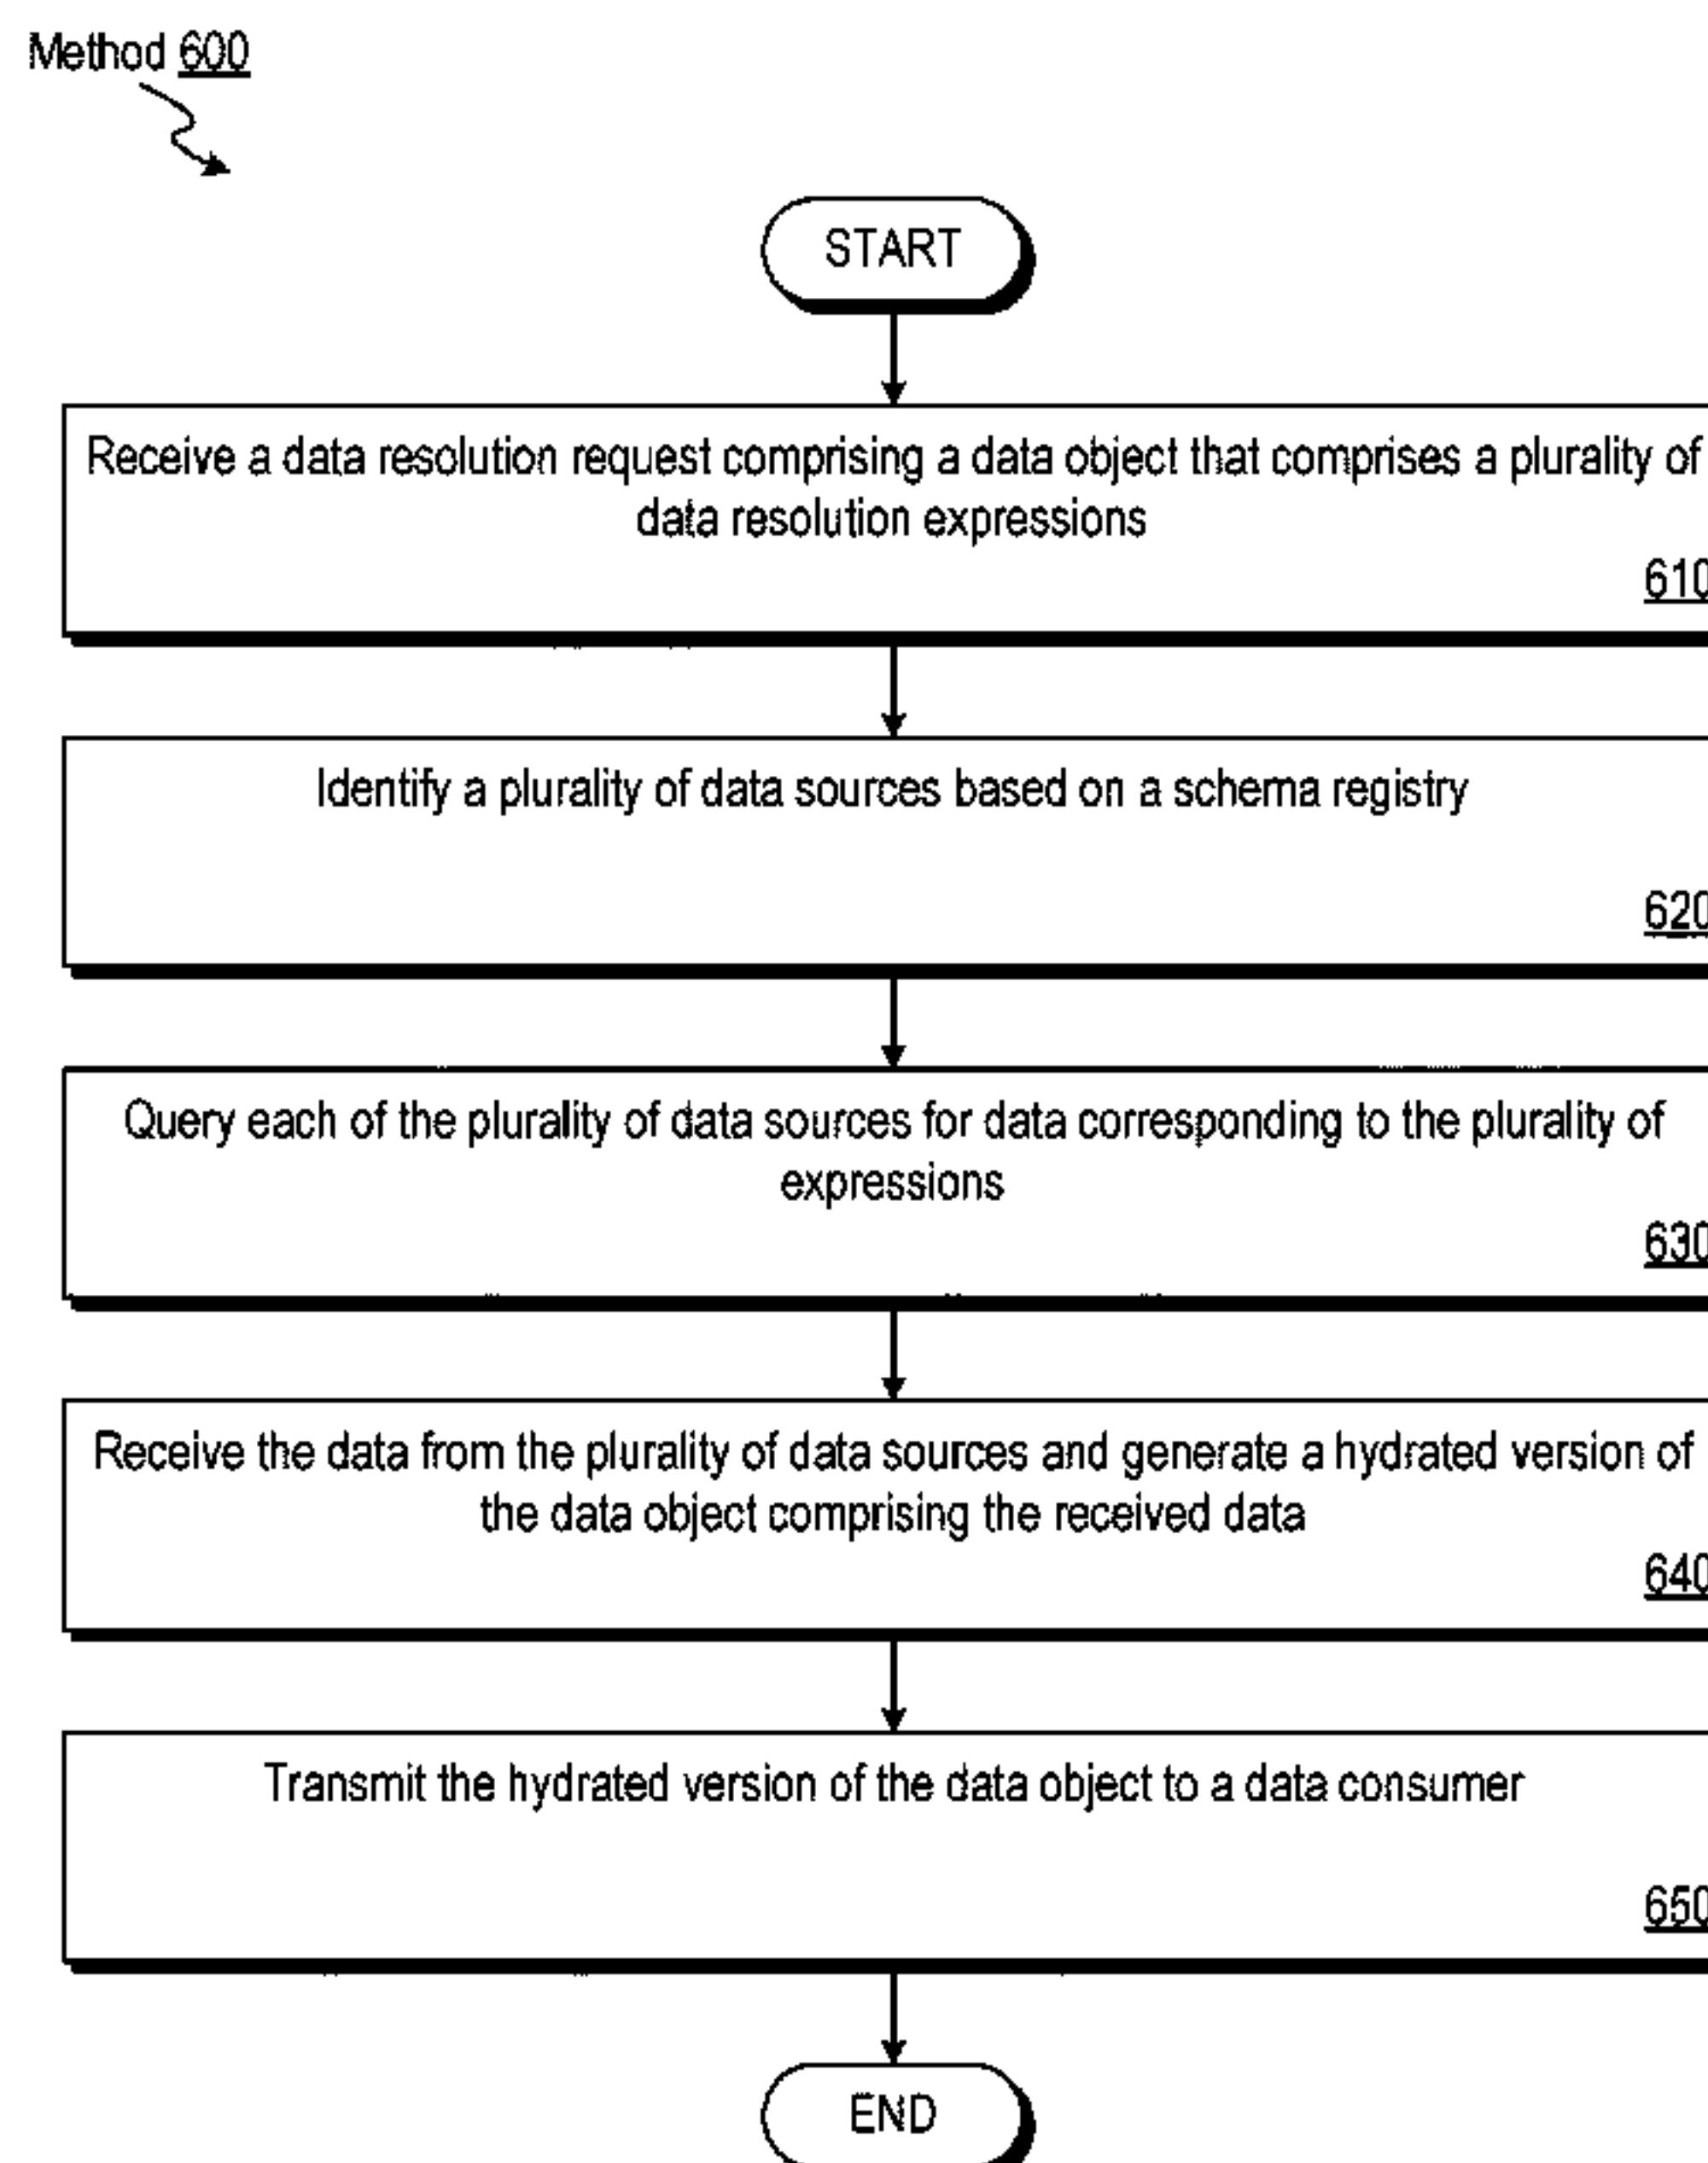 Method 600
START
Receive a data resolution request comprising a data object that comprises a plurality of
data resolution expressions
610
Identify a plurality of data sources based on a schema registry
620
Query each of the plurality of data sources for data corresponding to the plurality of
expressions
630
Receive the data from the plurality of data sources and generate a hydrated version of
the data object comprising the received data
640
Transmit the hydrated version of the data object to a data consumer
650
END